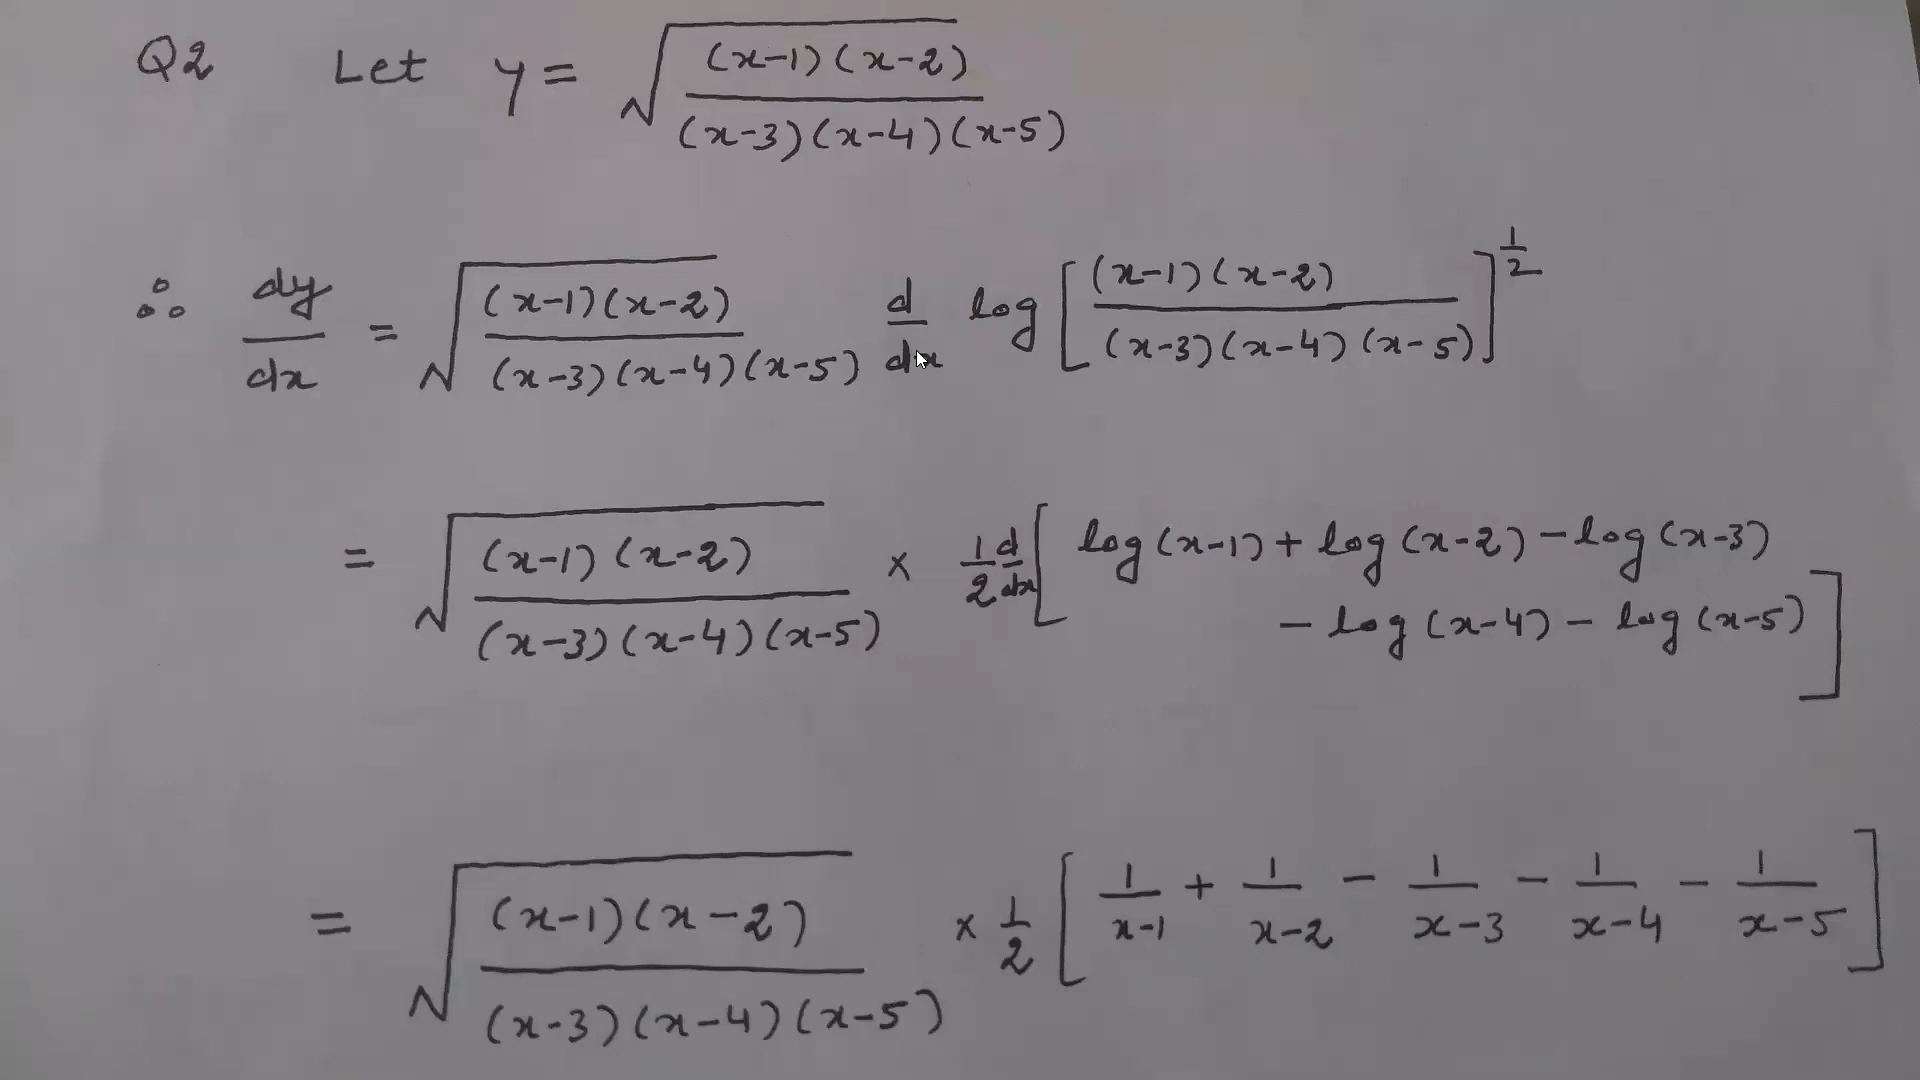 Q2 Let y = √((x-1)(x-2) / (x-3)(x-4)(x-5))
∴ dy/dx = √((x-1)(x-2) / (x-3)(x-4)(x-5)) d/dx log [(x-1)(x-2) / (x-3)(x-4)(x-5)]^1/2
= √((x-1)(x-2) / (x-3)(x-4)(x-5)) × 1/2 d/dx [log(x-1) + log(x-2) - log(x-3)
- log(x-4) - log(x-5)]
= √((x-1)(x-2) / (x-3)(x-4)(x-5)) × 1/2 [1/x-1 + 1/x-2 - 1/x-3 - 1/x-4 - 1/x-5]